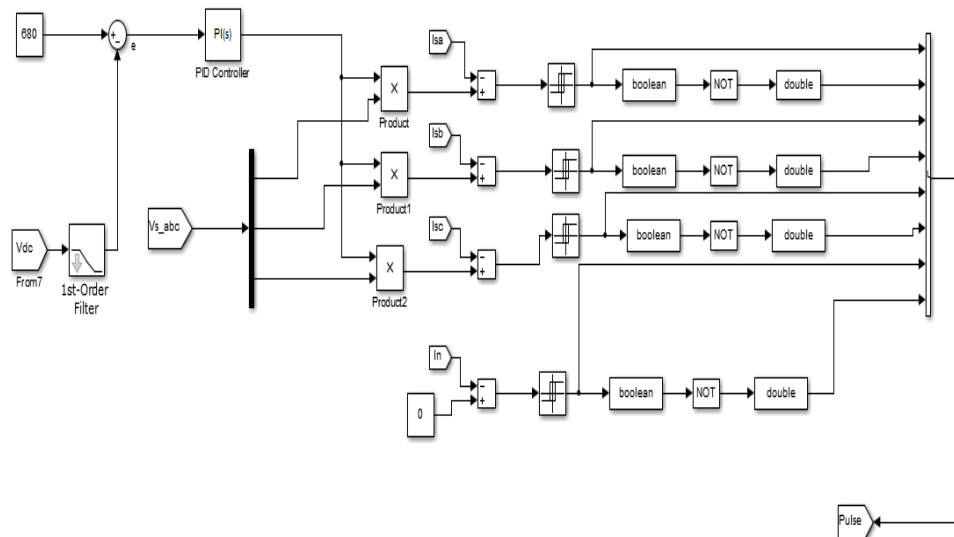 680
+
−
e
PI(s)
PID Controller
Vdc
From7
1st-Order
Filter
Vs_abc
X
Product
X
Product1
X
Product2
Isa
−
+
boolean
NOT
double
Isb
−
+
boolean
NOT
double
Isc
−
+
boolean
NOT
double
In
−
+
0
boolean
NOT
double
Pulse